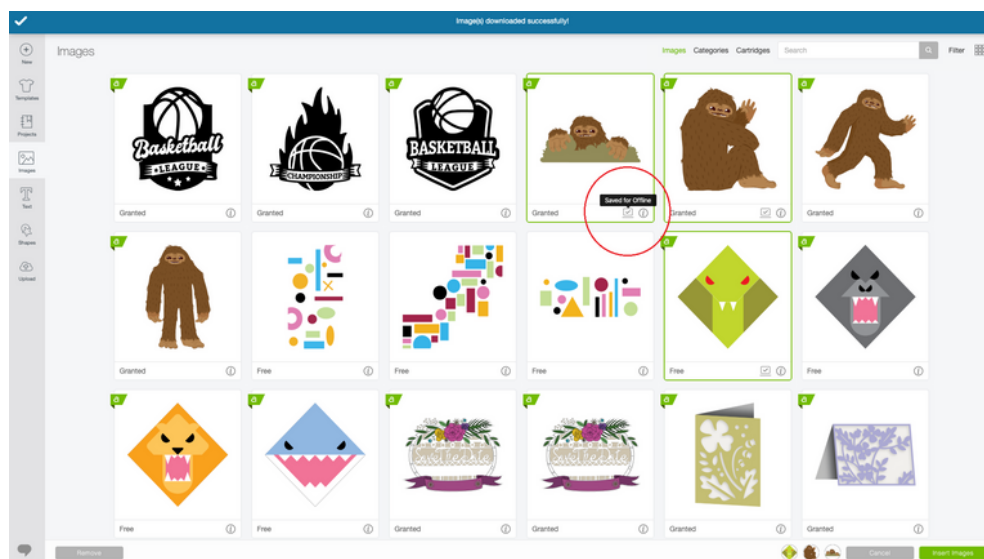 Image(s) downloaded successfully!
New
Templates
Projects
Images
Text
Shapes
Upload
Images
Images Categories Cartridges Search Filter
Basketball
LEAGUE
CHAMPIONSHIP
BASKETBALL
LEAGUE
Saved for Offline
Granted
Granted
Granted
Granted
Granted
Granted
Granted
Free
Free
Free
Free
Free
Free
Free
Granted
Granted
Granted
Granted
Remove
Cancel
Insert Images